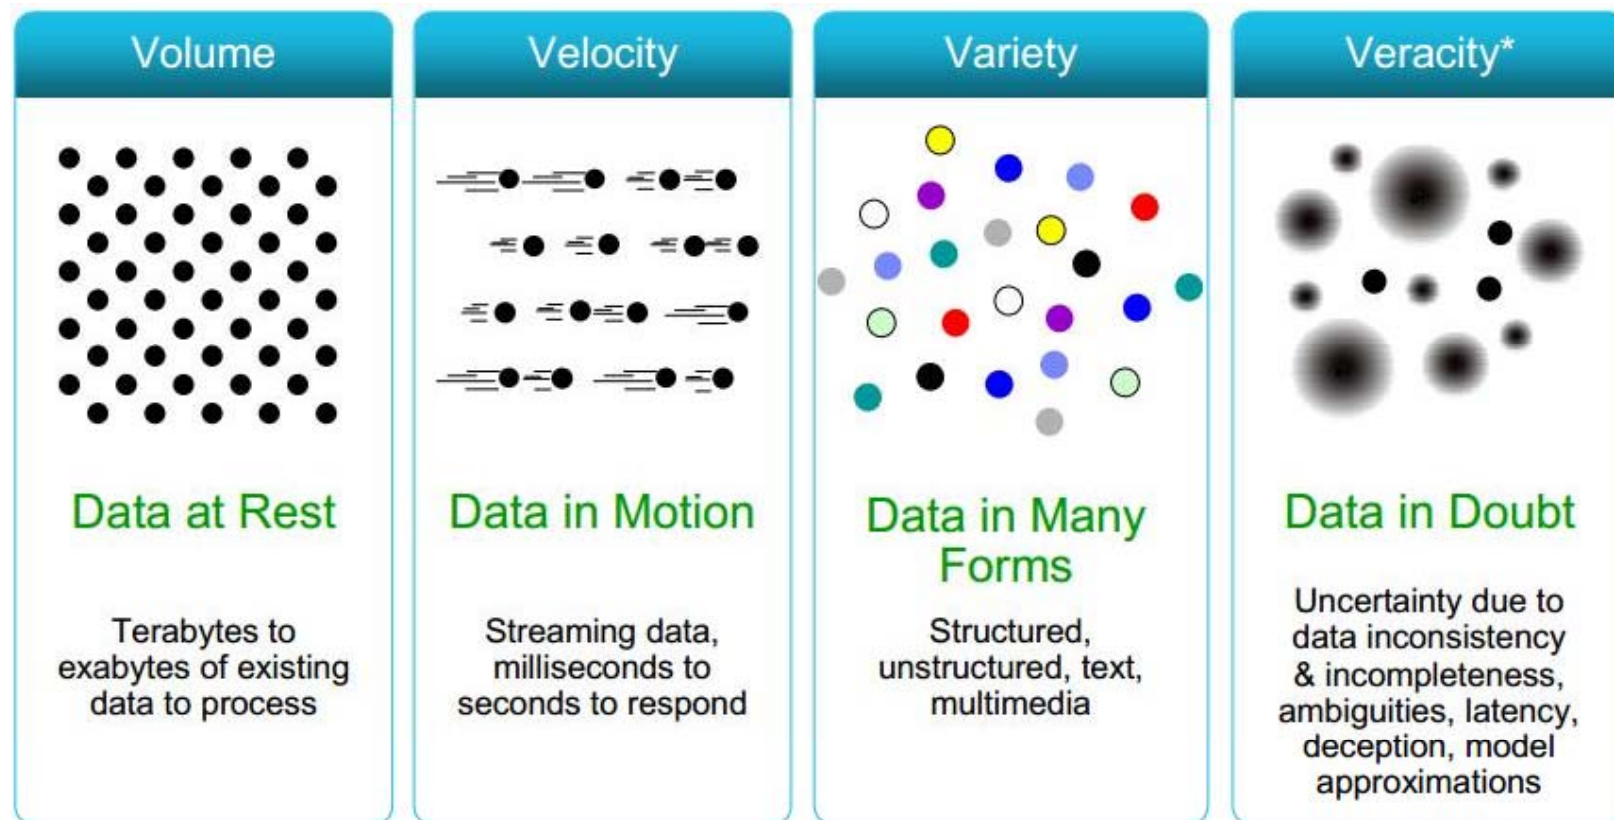 Volume
Data at Rest
Terabytes to
exabytes of existing
data to process
Velocity
Data in Motion
Streaming data,
milliseconds to
seconds to respond
Variety
Data in Many
Forms
Structured,
unstructured, text,
multimedia
Veracity*
Data in Doubt
Uncertainty due to
data inconsistency
& incompleteness,
ambiguities, latency,
deception, model
approximations